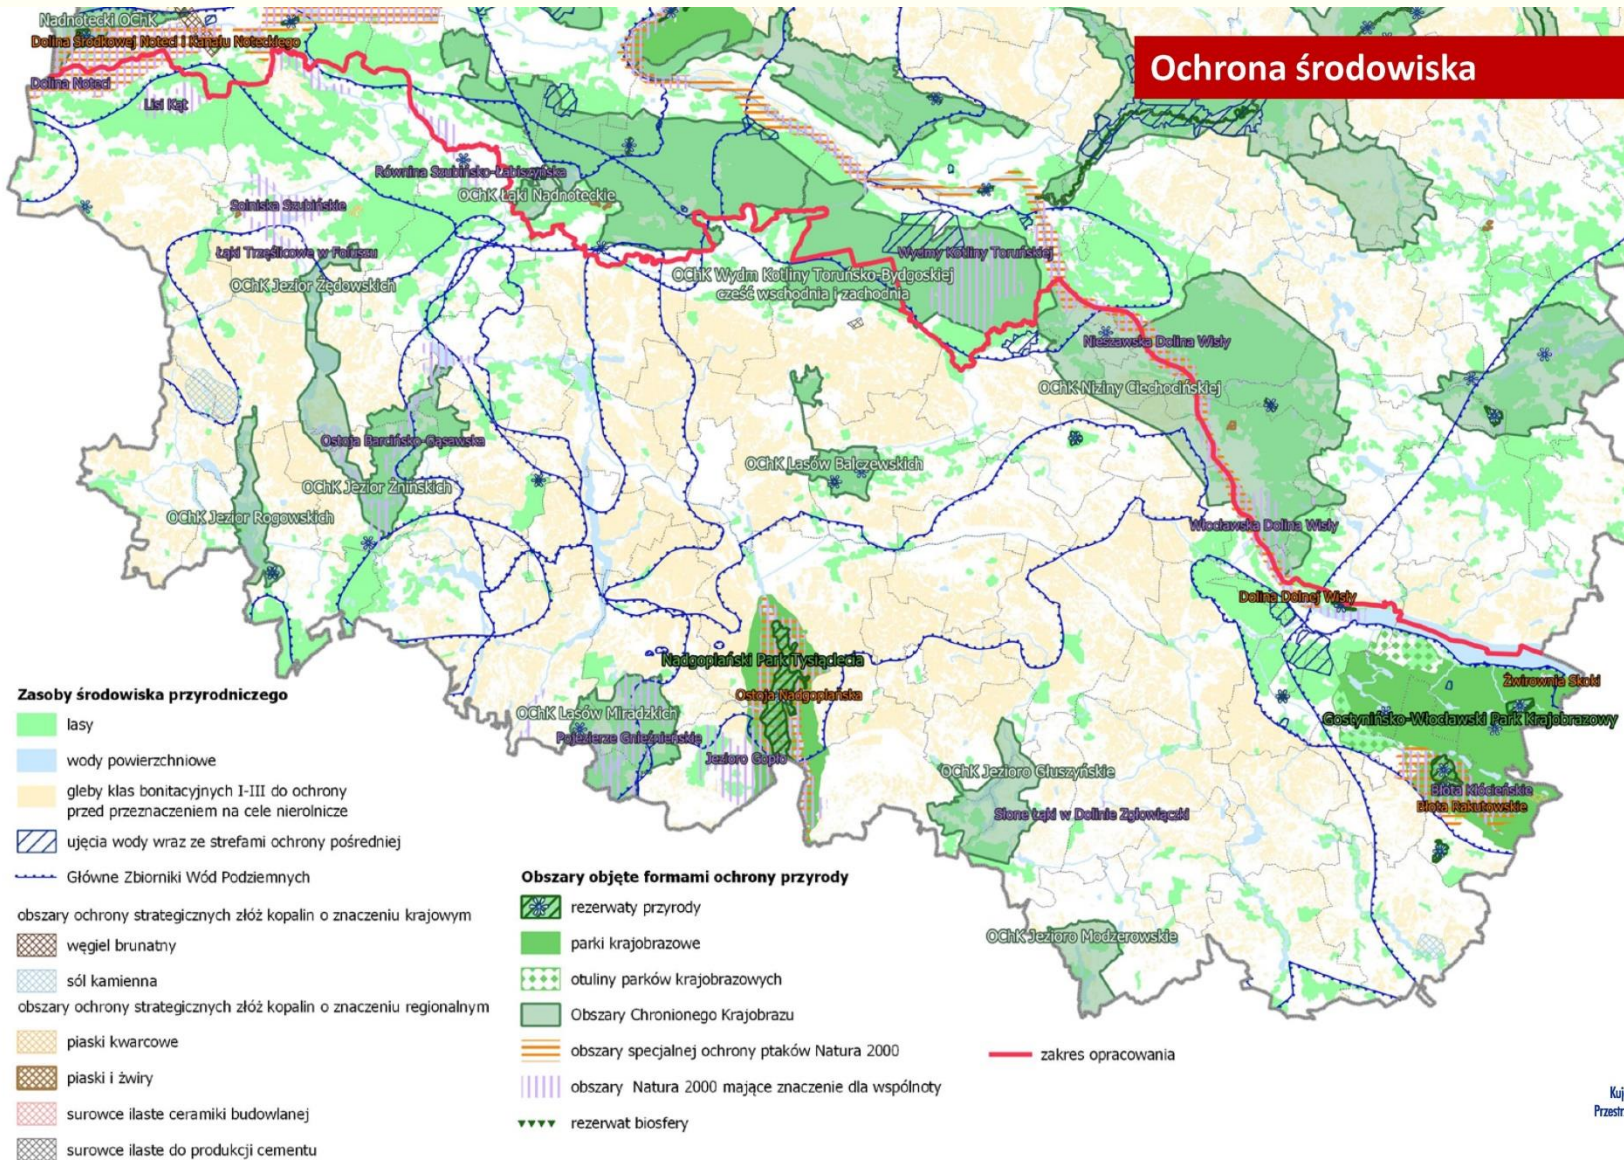 Ochrona środowiska
Nadnotecki OChK
Dolina Środkowej Noteci i Kanału Noteckiego
Dolina Noteci
Lisi Kąt
Równina Szubińsko-Łabiszyńska
OChK Łąki Nadnoteckie
Solniska Szubińskie
Łąki Trzęślicowe w Foluszu
OChK Jezior Żędowskich
OChK Wydm Kotliny Toruńsko-Bydgoskiej
cześć wschodnia i zachodnia
Wydmy Kotliny Toruńskiej
Nieszawska Dolina Wisły
OChK Niziny Ciechocińskiej
Ostoja Barcińsko-Gąsawska
OChK Jezior Żnińskich
OChK Jezior Rogowskich
OChK Lasów Balczewskich
Włocławska Dolina Wisły
Dolina Dolnej Wisły
Nadgoplański Park Tysiąclecia
Ostoja Nadgoplańska
OChK Lasów Miradzkich
Pojezierze Gnieźnieńskie
Jezioro Gopło
Żwirownia Skoki
Gostynińsko-Włocławski Park Krajobrazowy
OChK Jezioro Głuszyńskie
Słone Łąki w Dolinie Zgłowiączki
Błota Kłócieńskie
Błota Rakutowskie
OChK Jezioro Modzerowskie
Zasoby środowiska przyrodniczego
lasy
wody powierzchniowe
gleby klas bonitacyjnych I-III do ochrony
przed przeznaczeniem na cele nierolnicze
ujęcia wody wraz ze strefami ochrony pośredniej
Główne Zbiorniki Wód Podziemnych
obszary ochrony strategicznych złóż kopalin o znaczeniu krajowym
węgiel brunatny
sól kamienna
obszary ochrony strategicznych złóż kopalin o znaczeniu regionalnym
piaski kwarcowe
piaski i żwiry
surowce ilaste ceramiki budowlanej
surowce ilaste do produkcji cementu
Obszary objęte formami ochrony przyrody
rezerwaty przyrody
parki krajobrazowe
otuliny parków krajobrazowych
Obszary Chronionego Krajobrazu
obszary specjalnej ochrony ptaków Natura 2000
obszary Natura 2000 mające znaczenie dla wspólnoty
rezerwat biosfery
zakres opracowania
Kuj
Przestr